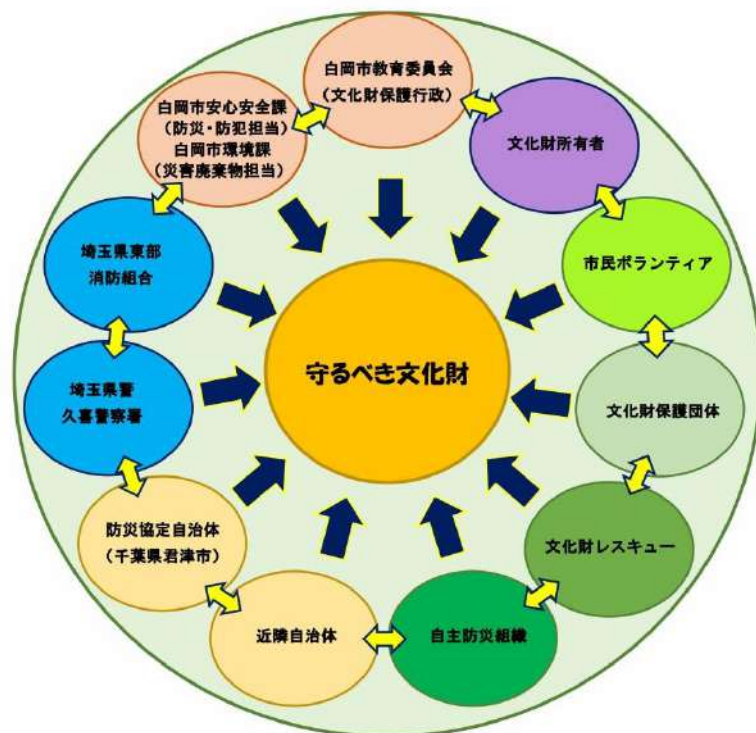 白岡市教育委員会
（文化財保護行政）
文化財所有者
市民ボランティア
文化財保護団体
文化財レスキュー
自主防災組織
近隣自治体
防災協定自治体
（千葉県君津市）
埼玉県警
久喜警察署
埼玉県東部
消防組合
白岡市安心安全課
（防災・防犯担当）
白岡市環境課
（災害廃棄物担当）
守るべき文化財